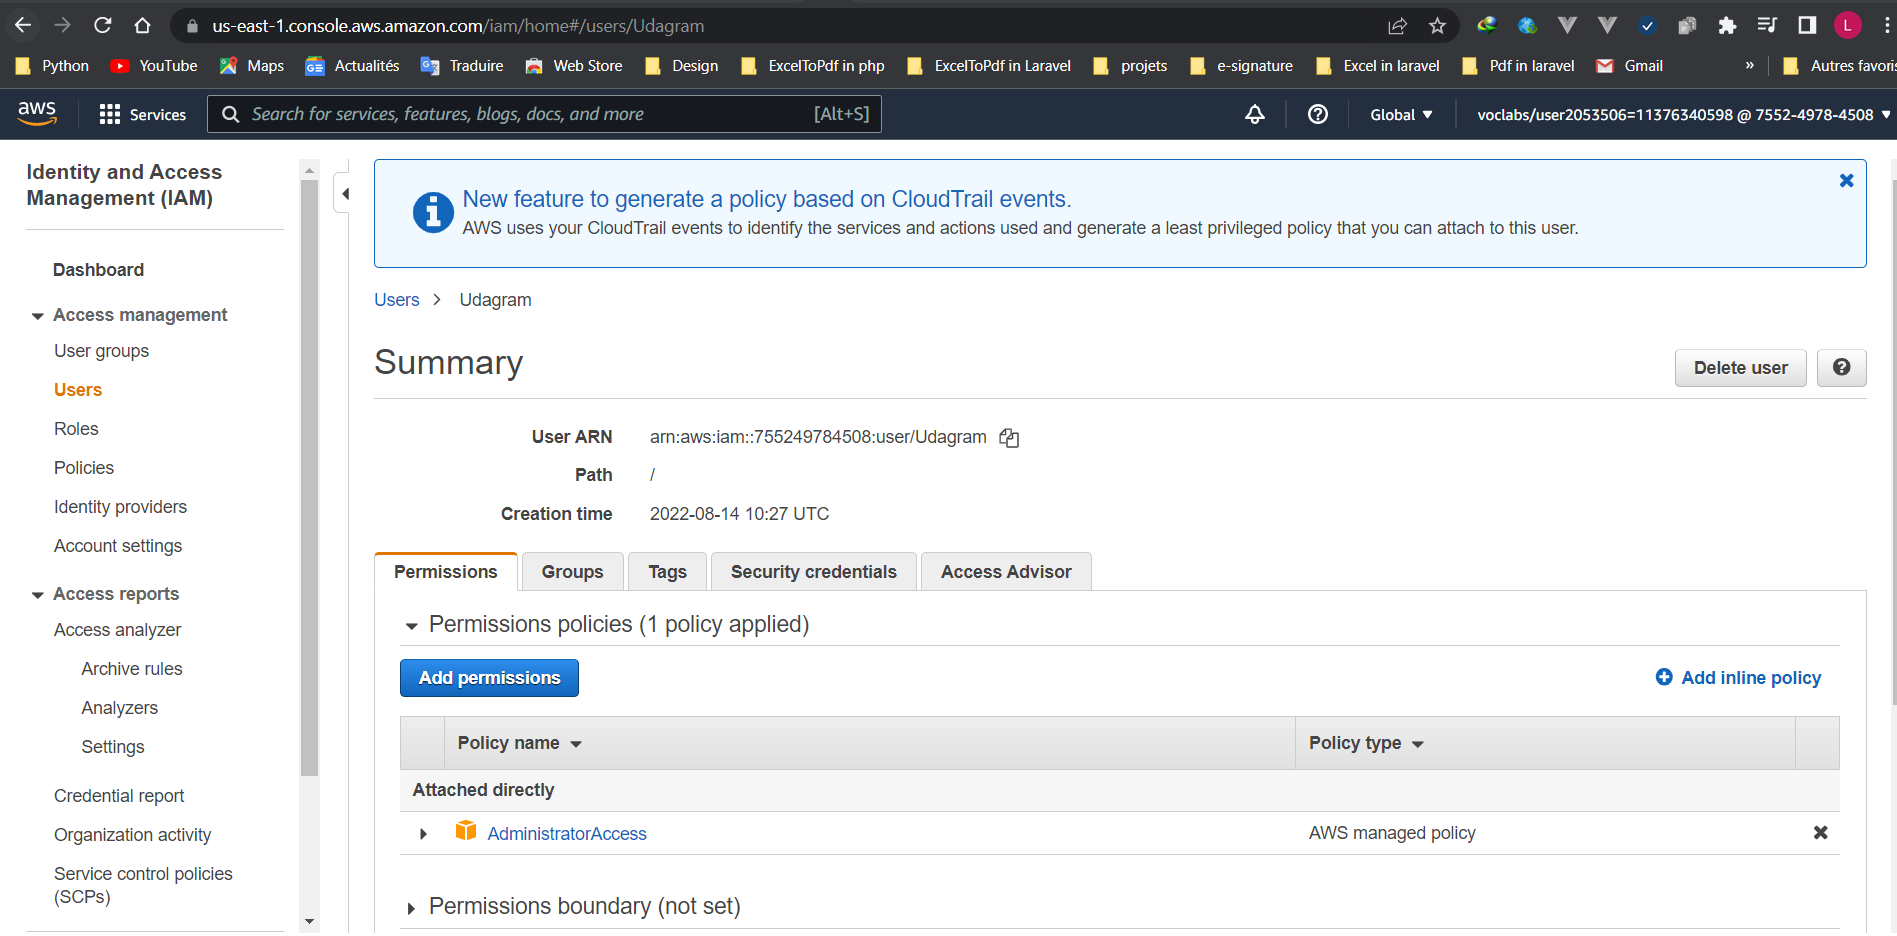 us-east-1.console.aws.amazon.com/iam/home#/users/Udagram
L
Python YouTube Maps Actualités Traduire Web Store Design ExcelToPdf in php ExcelToPdf in Laravel projets e-signature Excel in laravel Pdf in laravel Gmail » Autres favoris
aws Services Search for services, features, blogs, docs, and more [Alt+S] Global voclabs/user2053506=11376340598 @ 7552-4978-4508
Identity and Access
Management (IAM)
Dashboard
Access management
User groups
Users
Roles
Policies
Identity providers
Account settings
Access reports
Access analyzer
Archive rules
Analyzers
Settings
Credential report
Organization activity
Service control policies
(SCPs)
New feature to generate a policy based on CloudTrail events.
AWS uses your CloudTrail events to identify the services and actions used and generate a least privileged policy that you can attach to this user.
Users > Udagram
Summary
Delete user
User ARN arn:aws:iam::755249784508:user/Udagram
Path /
Creation time 2022-08-14 10:27 UTC
Permissions Groups Tags Security credentials Access Advisor
Permissions policies (1 policy applied)
Add permissions
Add inline policy
Policy name Policy type
Attached directly
AdministratorAccess AWS managed policy
Permissions boundary (not set)